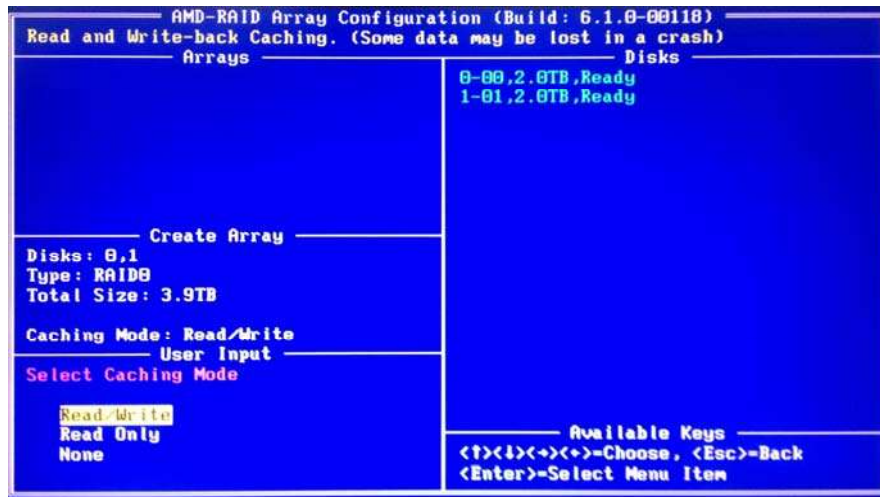 AMD-RAID Array Configuration (Build: 6.1.0-00118)
Read and Write-back Caching. (Some data may be lost in a crash)
Arrays
Disks
0-00,2.0TB,Ready
1-01,2.0TB,Ready
Create Array
Disks: 0,1
Type: RAID0
Total Size: 3.9TB
Caching Mode: Read/Write
User Input
Select Caching Mode
Read/Write
Read Only
None
Available Keys
<↑><↓><→><←>=Choose, <Esc>=Back
<Enter>=Select Menu Item